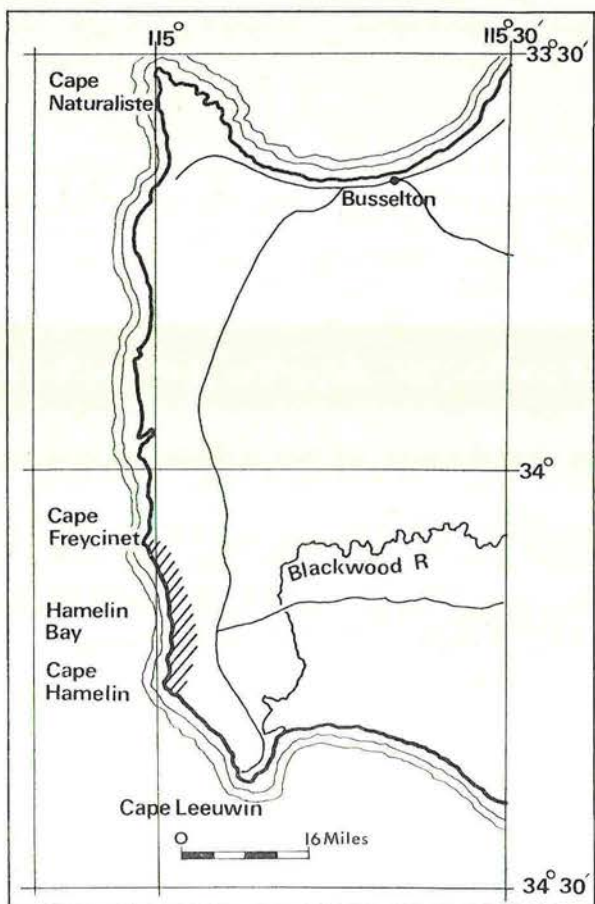 115°
115°30′
33°30′
Cape
Naturaliste
Busselton
34°
Cape
Freycinet
Blackwood R
Hamelin
Bay
Cape
Hamelin
Cape Leeuwin
0 16 Miles
34°30′